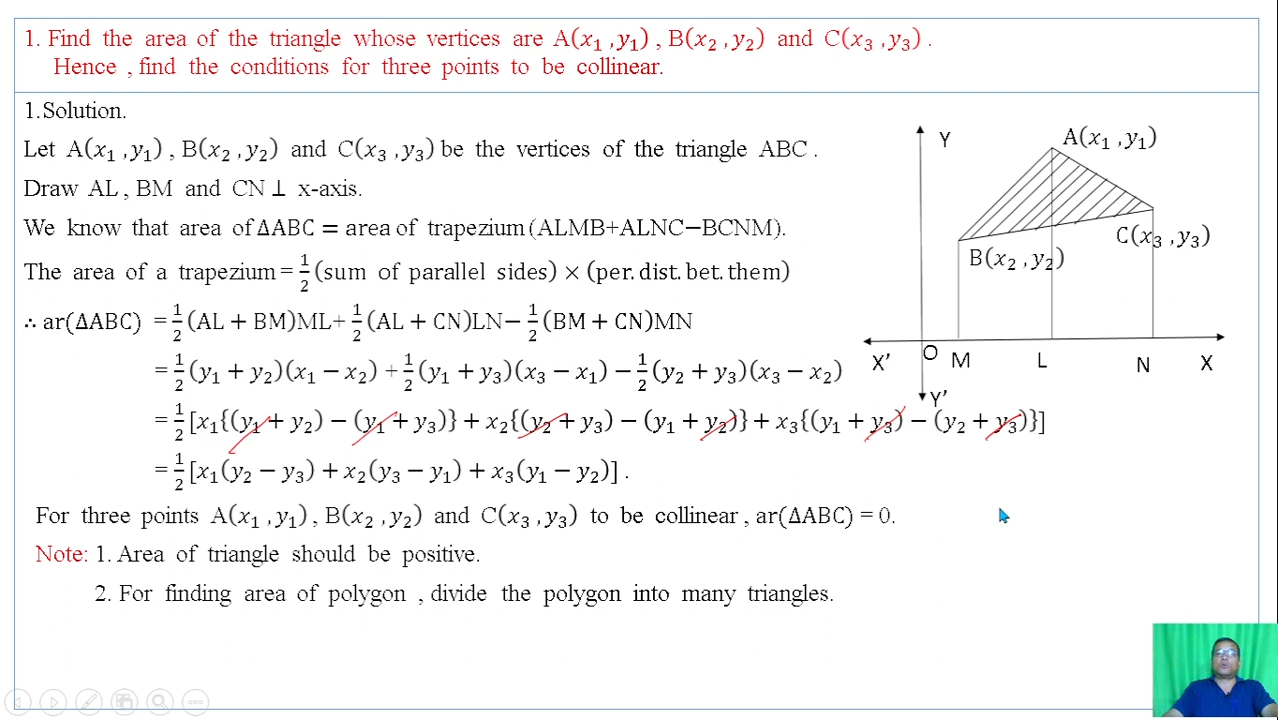 1. Find the area of the triangle whose vertices are A(x₁ ,y₁) , B(x₂ ,y₂) and C(x₃ ,y₃) .
Hence , find the conditions for three points to be collinear.
1.Solution.
Let A(x₁ ,y₁) , B(x₂ ,y₂) and C(x₃ ,y₃) be the vertices of the triangle ABC .
Draw AL , BM and CN ⊥ x-axis.
We know that area of ΔABC = area of trapezium (ALMB+ALNC−BCNM).
The area of a trapezium = 1/2 (sum of parallel sides) × (per. dist. bet. them)
∴ ar(ΔABC) = 1/2 (AL + BM)ML+ 1/2 (AL + CN)LN− 1/2 (BM + CN)MN
= 1/2 (y₁ + y₂)(x₁ − x₂) + 1/2 (y₁ + y₃)(x₃ − x₁) − 1/2 (y₂ + y₃)(x₃ − x₂)
= 1/2 [x₁{(y₁ + y₂) − (y₁ + y₃)} + x₂{(y₂ + y₃) − (y₁ + y₂)} + x₃{(y₁ + y₃) − (y₂ + y₃)}]
= 1/2 [x₁(y₂ − y₃) + x₂(y₃ − y₁) + x₃(y₁ − y₂)] .
For three points A(x₁ ,y₁) , B(x₂ ,y₂) and C(x₃ ,y₃) to be collinear , ar(ΔABC) = 0.
Note: 1. Area of triangle should be positive.
2. For finding area of polygon , divide the polygon into many triangles.
Y
A(x₁ ,y₁)
C(x₃ ,y₃)
B(x₂ ,y₂)
X' O M L N X
Y'